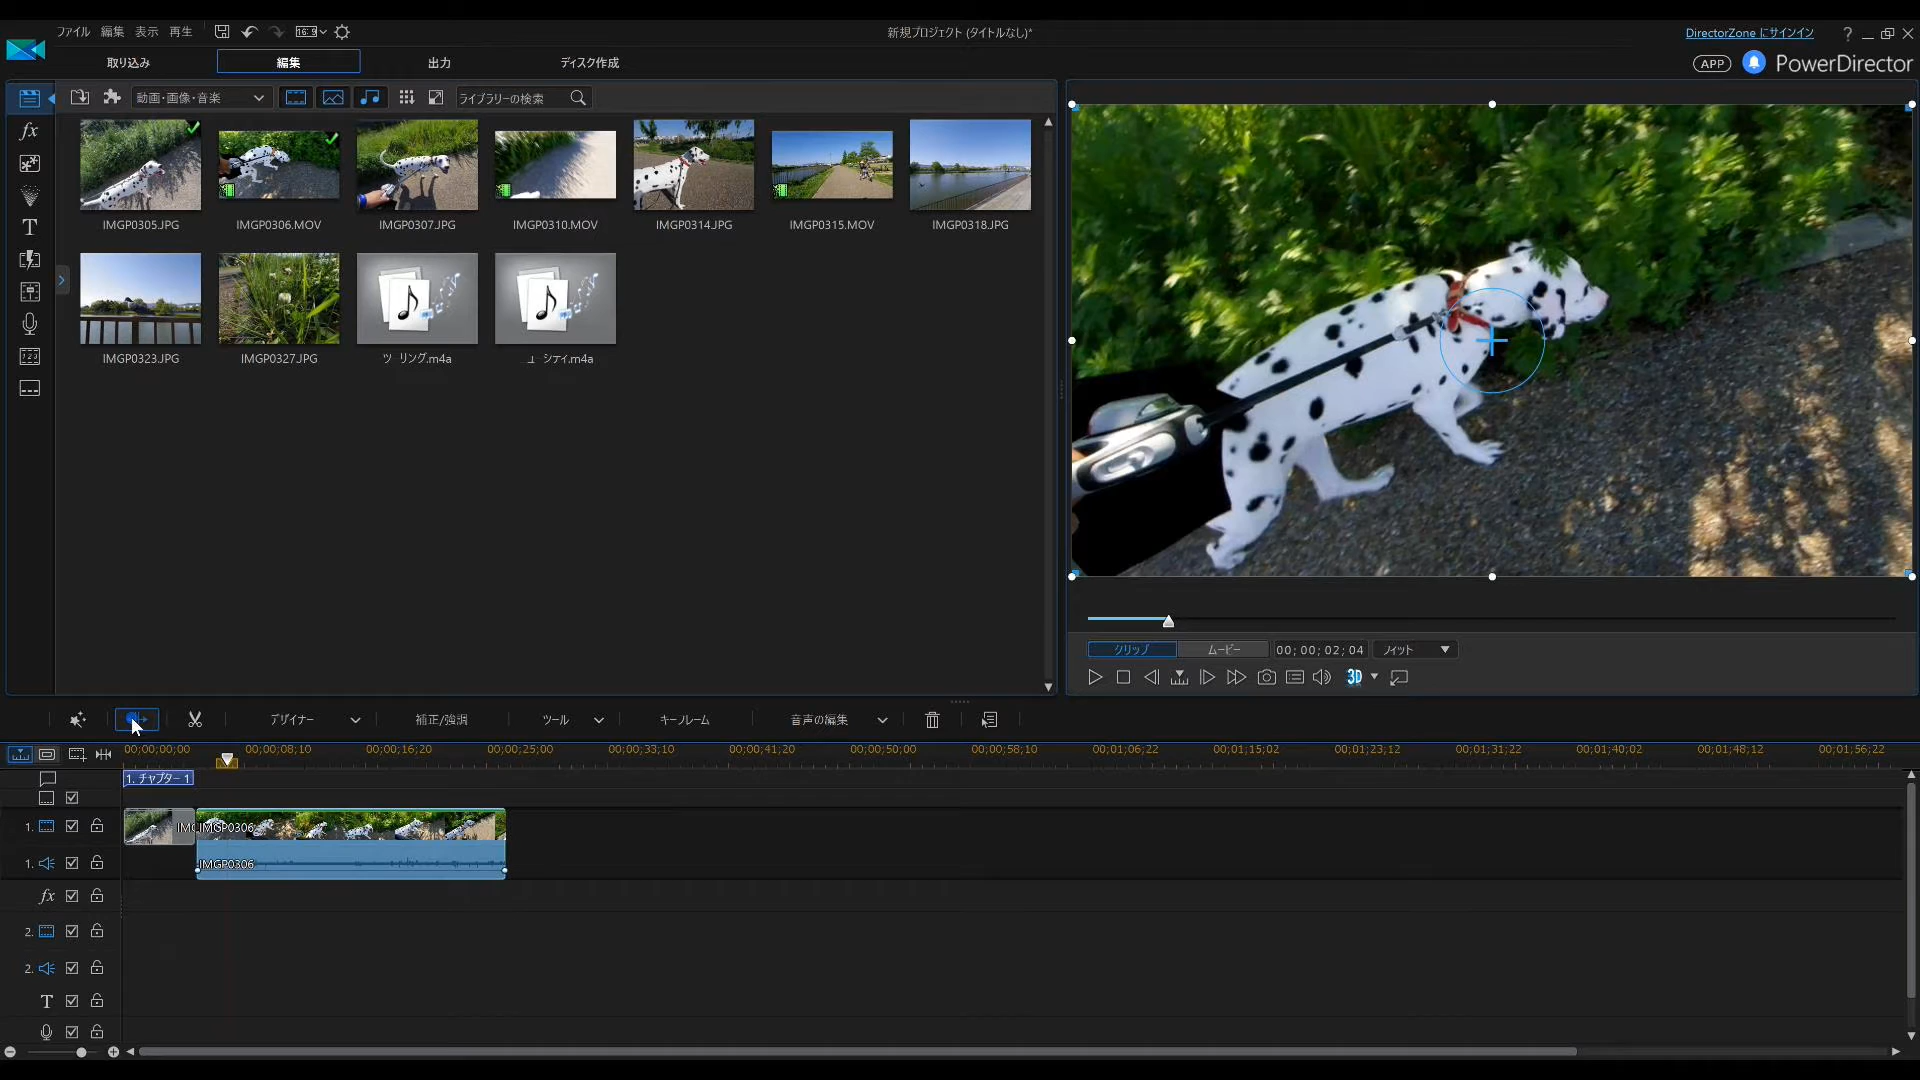 ファイル 編集 表示 再生 16:9 新規プロジェクト (タイトルなし)* DirectorZone にサインイン ?
取り込み 編集 出力 ディスク作成 APP PowerDirector
動画・画像・音楽 ライブラリーの検索
fx
T
IMGP0305.JPG IMGP0306.MOV IMGP0307.JPG IMGP0310.MOV IMGP0314.JPG IMGP0315.MOV IMGP0318.JPG
IMGP0323.JPG IMGP0327.JPG ツーリング.m4a ユーシティ.m4a
クリップ ムービー 00; 00; 02; 04 フィット
3D
デザイナー 補正/強調 ツール キーフレーム 音声の編集
00;00;00;00 00;00;08;10 00;00;16;20 00;00;25;00 00;00;33;10 00;00;41;20 00;00;50;00 00;00;58;10 00;01;06;22 00;01;15;02 00;01;23;12 00;01;31;22 00;01;40;02 00;01;48;12 00;01;56;22
1. チャプター 1
1. IMGP0306
1. IMGP0306
fx
2.
2.
T